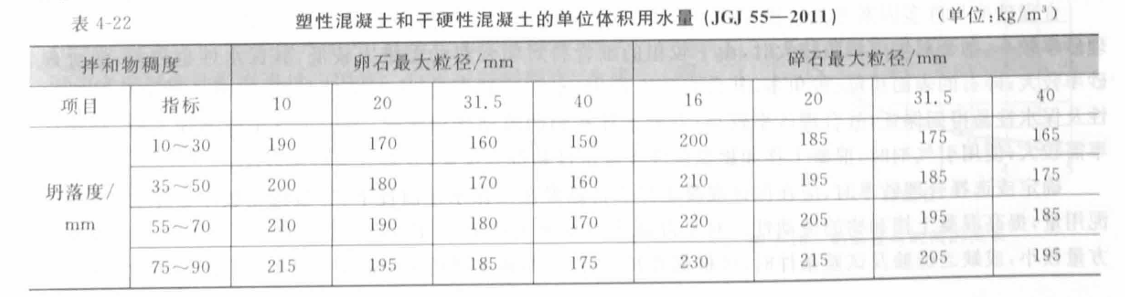 表 4-22 塑性混凝土和干硬性混凝土的单位体积用水量 (JGJ 55—2011) (单位:kg/m³)
拌和物稠度 卵石最大粒径/mm 碎石最大粒径/mm
项目 指标 10 20 31.5 40 16 20 31.5 40
10～30 190 170 160 150 200 185 175 165
坍落度/ 35～50 200 180 170 160 210 195 185 175
mm 55～70 210 190 180 170 220 205 195 185
75～90 215 195 185 175 230 215 205 195